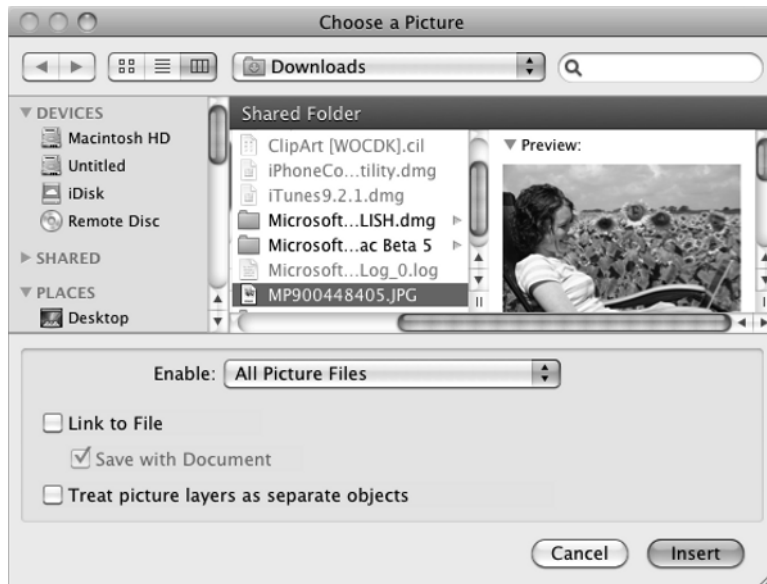 Choose a Picture
Downloads
DEVICES
Macintosh HD
Untitled
iDisk
Remote Disc
SHARED
PLACES
Desktop
Shared Folder
ClipArt [WOCDK].cil
iPhoneCo...tility.dmg
iTunes9.2.1.dmg
Microsoft...LISH.dmg
Microsoft...ac Beta 5
Microsoft...Log_0.log
MP900448405.JPG
Preview:
Enable: All Picture Files
Link to File
Save with Document
Treat picture layers as separate objects
Cancel Insert